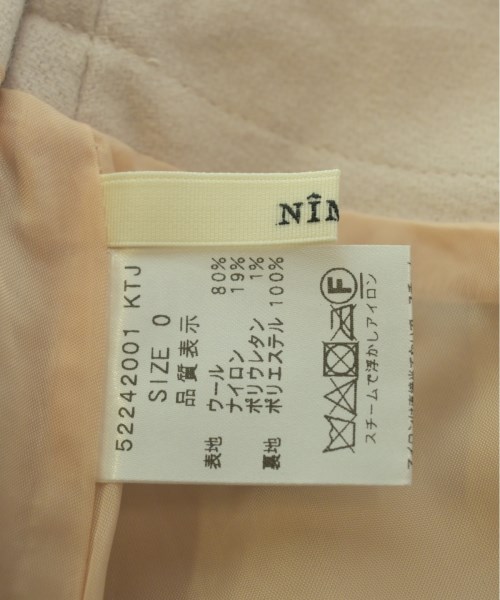 NÎM
52242001 KTJ
SIZE 0
品質表示
表地 ウール 80%
ナイロン 19%
ポリウレタン 1%
裏地 ポリエステル 100%
F
スチームで浮かしアイロン